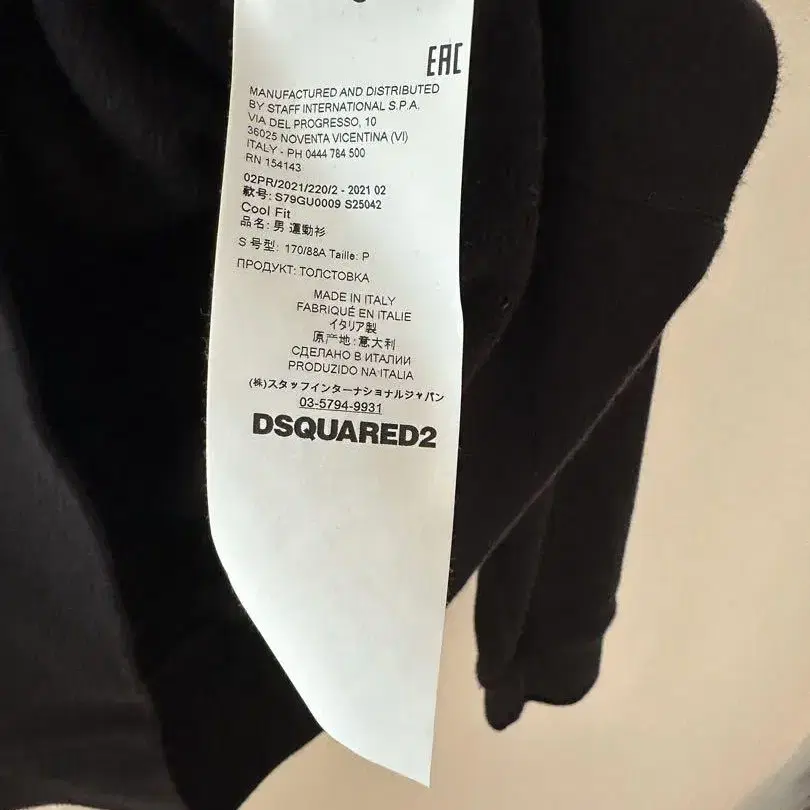 EAC
MANUFACTURED AND DISTRIBUTED
BY STAFF INTERNATIONAL S.P.A.
VIA DEL PROGRESSO, 10
36025 NOVENTA VICENTINA (VI)
ITALY - PH 0444 784 500
RN 154143
02PR/2021/220/2 - 2021 02
款号: S79GU0009 S25042
Cool Fit
品名: 男 運動衫
S 号型: 170/88A Taille: P
ПРОДУКТ: ТОЛСТОВКА
MADE IN ITALY
FABRIQUÉ EN ITALIE
イタリア製
原产地: 意大利
СДЕЛАНО В ИТАЛИИ
PRODUZIDO NA ITALIA
(株)スタッフインターナショナルジャパン
03-5794-9931
DSQUARED2